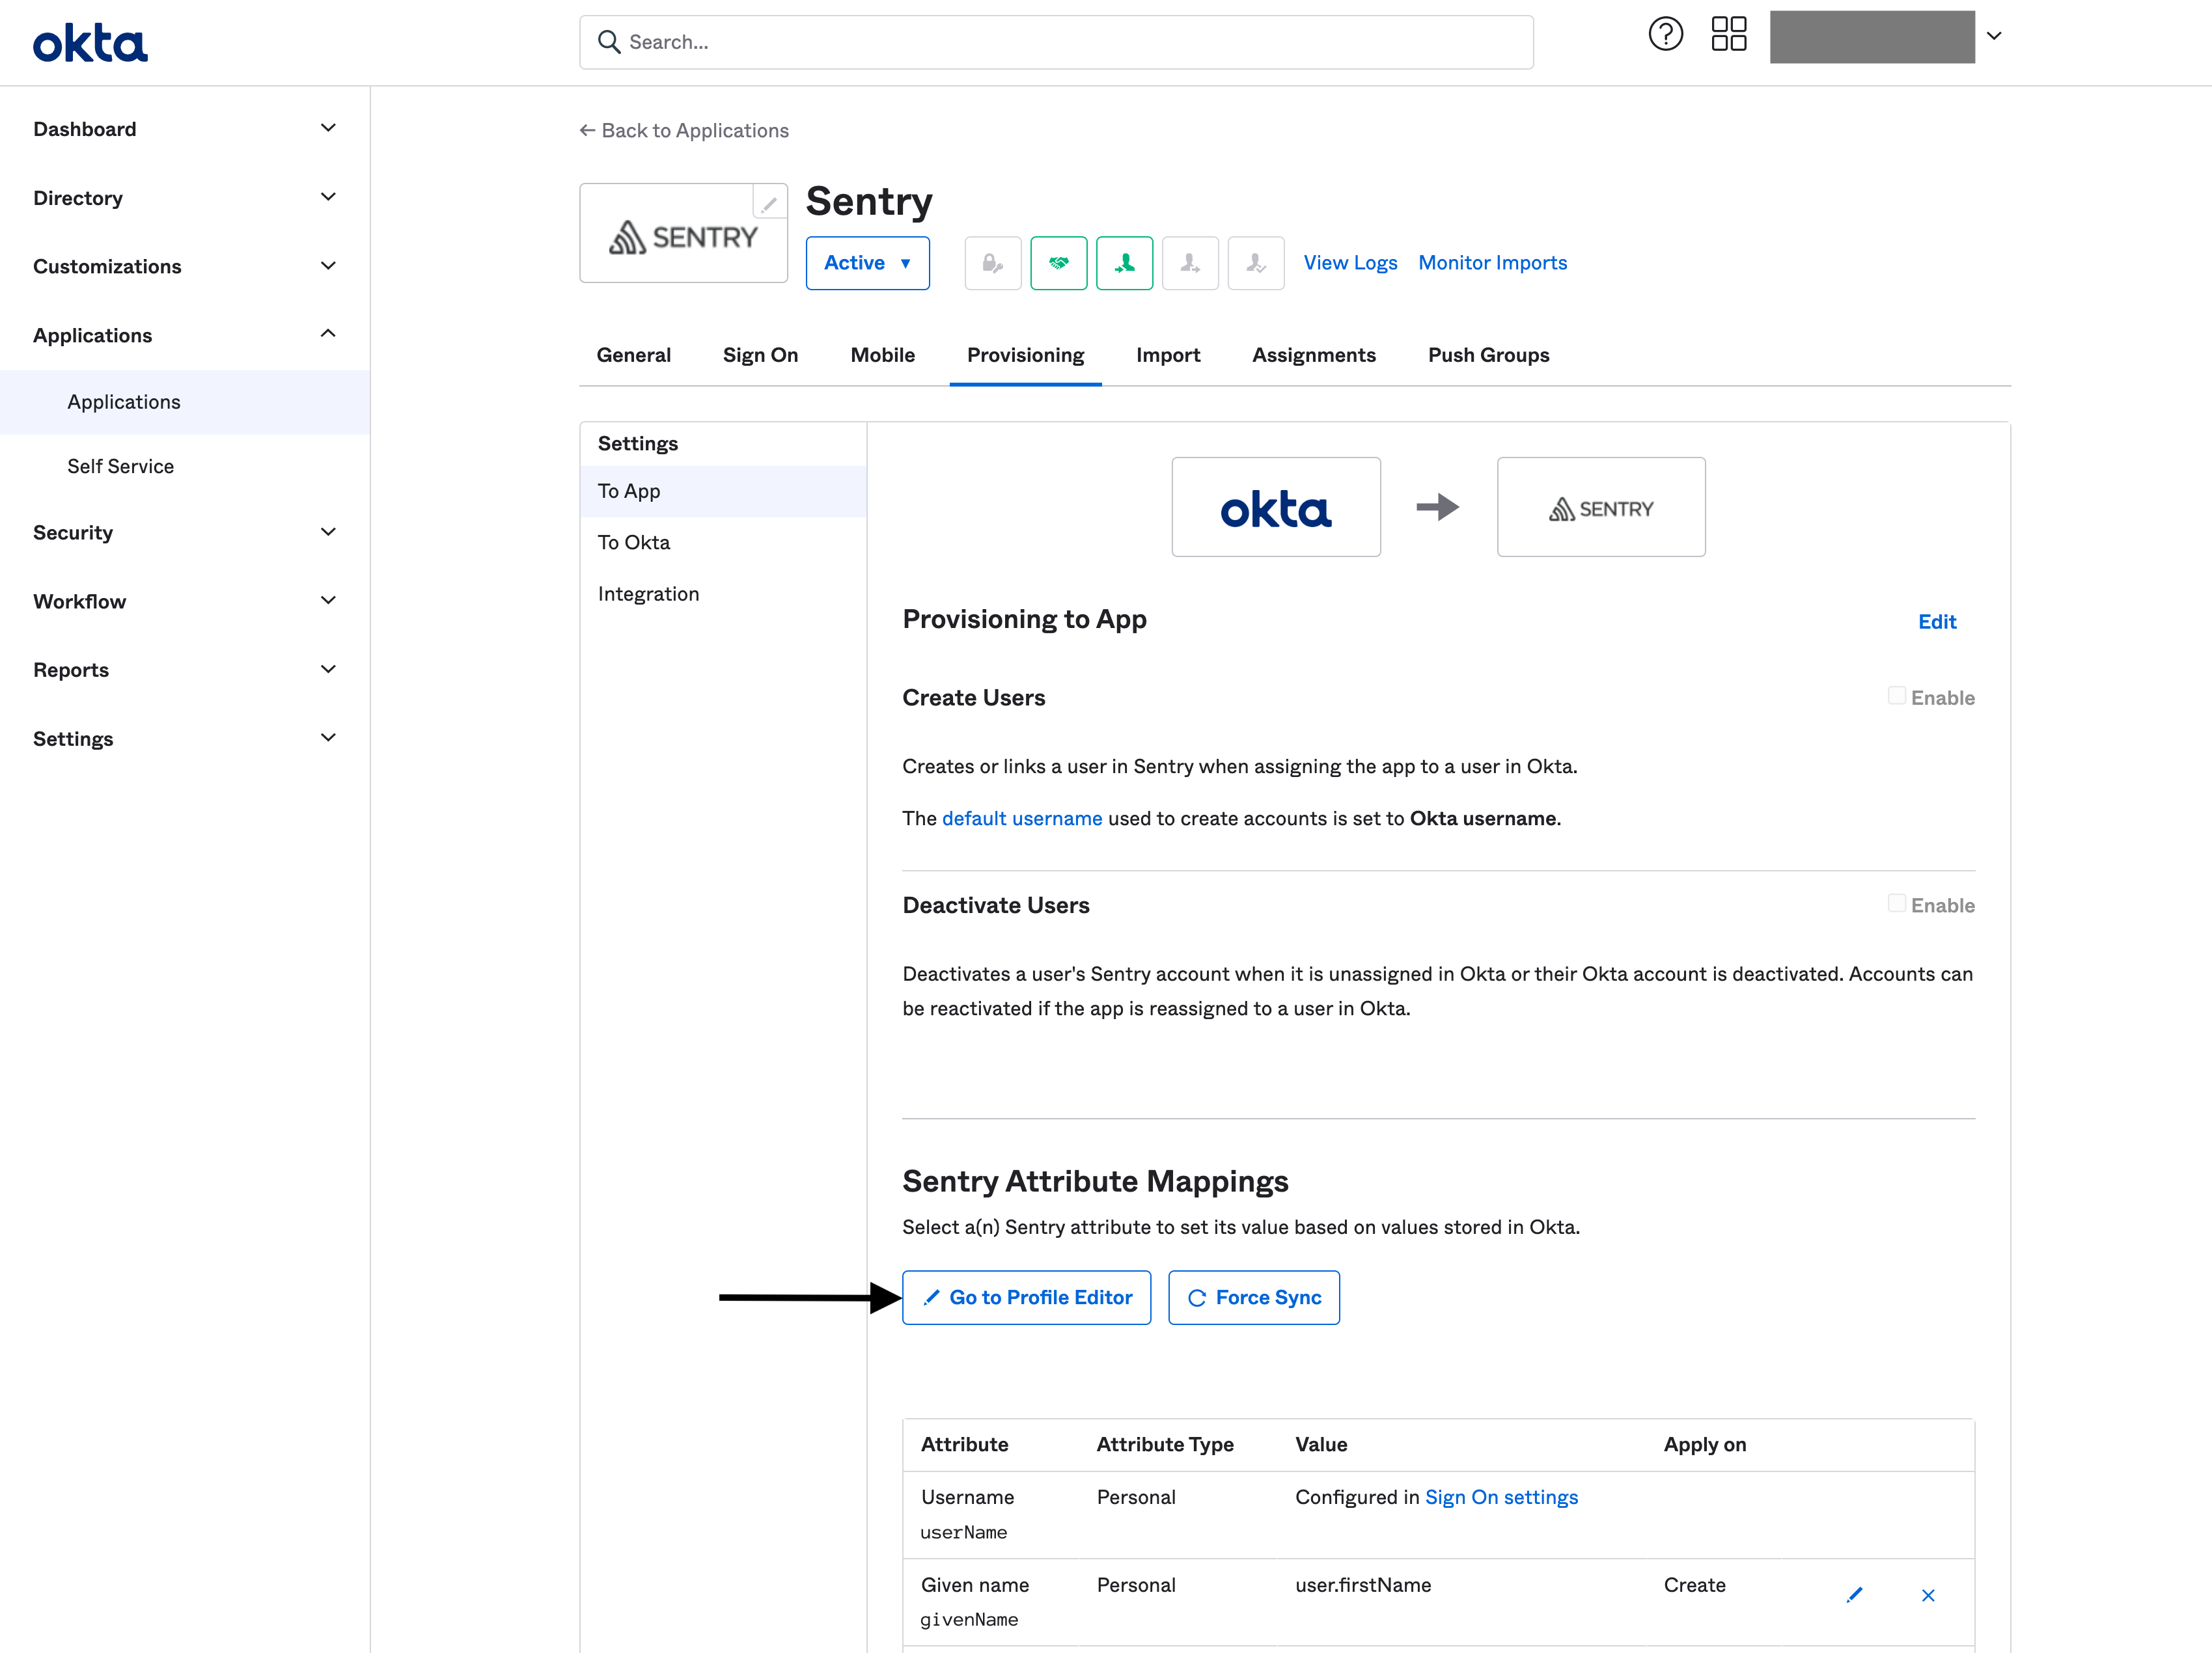 okta
Search...
Dashboard
Directory
Customizations
Applications
Applications
Self Service
Security
Workflow
Reports
Settings
← Back to Applications
SENTRY
Sentry
Active ▼
View Logs
Monitor Imports
General
Sign On
Mobile
Provisioning
Import
Assignments
Push Groups
Settings
To App
To Okta
Integration
okta
SENTRY
Provisioning to App
Edit
Create Users
Enable
Creates or links a user in Sentry when assigning the app to a user in Okta.
The default username used to create accounts is set to Okta username.
Deactivate Users
Enable
Deactivates a user's Sentry account when it is unassigned in Okta or their Okta account is deactivated. Accounts can
be reactivated if the app is reassigned to a user in Okta.
Sentry Attribute Mappings
Select a(n) Sentry attribute to set its value based on values stored in Okta.
Go to Profile Editor
Force Sync
Attribute Attribute Type Value Apply on
Username Personal Configured in Sign On settings
userName
Given name Personal user.firstName Create
givenName